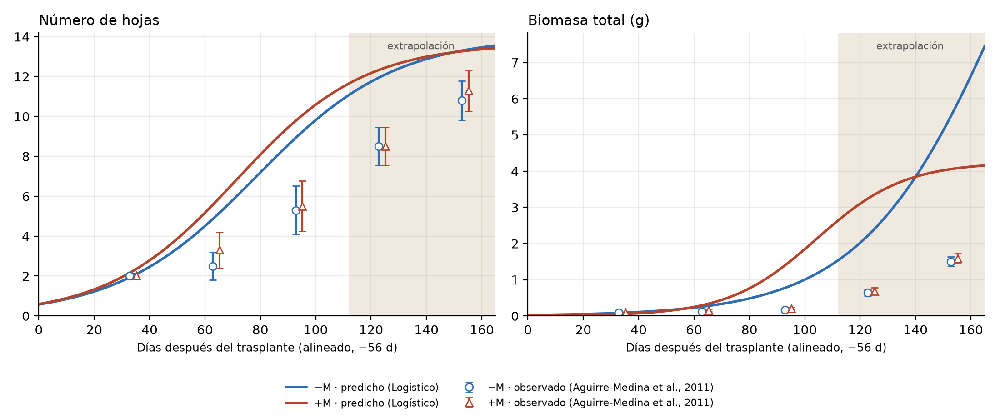 Número de hojas
14
12
10
8
6
4
2
0
extrapolación
0 20 40 60 80 100 120 140 160
Días después del trasplante (alineado, −56 d)
Biomasa total (g)
7
6
5
4
3
2
1
0
extrapolación
0 20 40 60 80 100 120 140 160
Días después del trasplante (alineado, −56 d)
−M · predicho (Logístico)
+M · predicho (Logístico)
−M · observado (Aguirre-Medina et al., 2011)
+M · observado (Aguirre-Medina et al., 2011)